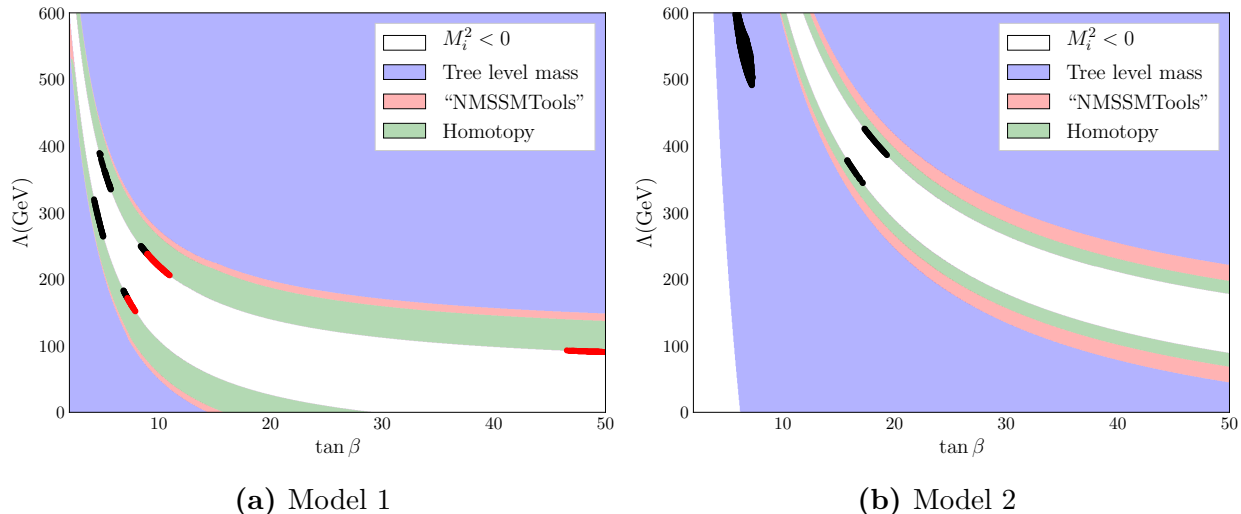 600
500
400
300
200
100
0
Λ(GeV)
10
20
30
40
50
tan β
M_i^2 < 0
Tree level mass
“NMSSMTools”
Homotopy
(a) Model 1
600
500
400
300
200
100
0
Λ(GeV)
10
20
30
40
50
tan β
M_i^2 < 0
Tree level mass
“NMSSMTools”
Homotopy
(b) Model 2